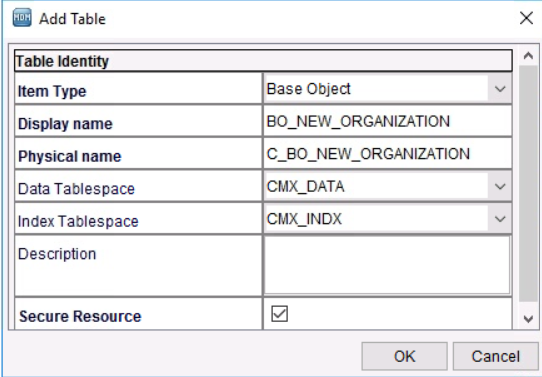 MDM Add Table
Table Identity
Item Type Base Object
Display name BO_NEW_ORGANIZATION
Physical name C_BO_NEW_ORGANIZATION
Data Tablespace CMX_DATA
Index Tablespace CMX_INDX
Description
Secure Resource
OK Cancel